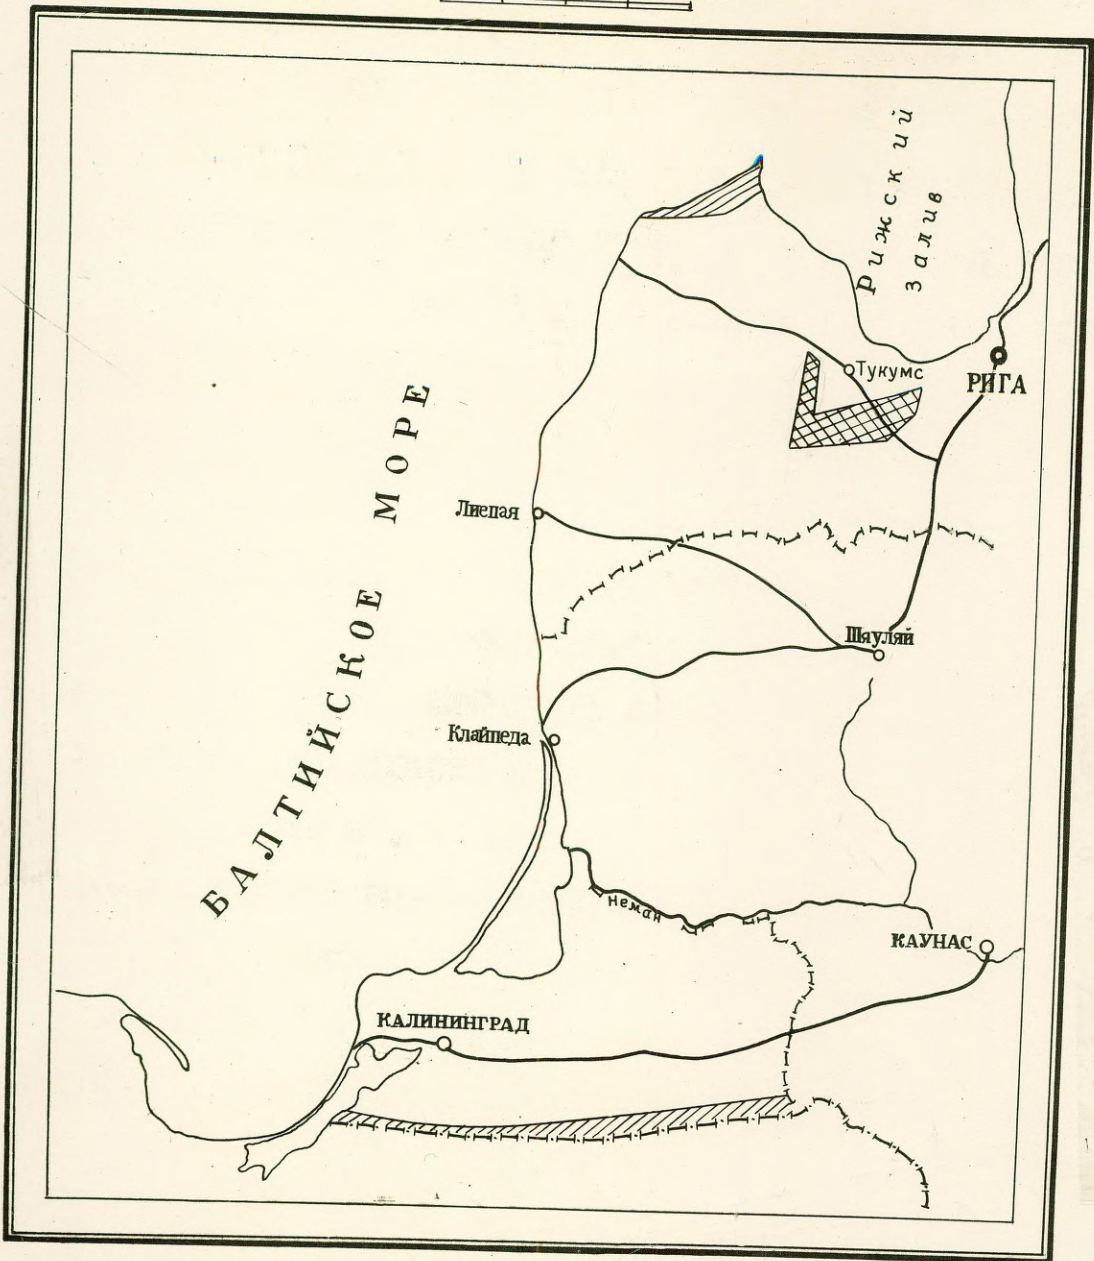 Рижский
залив
Тукумс
РИГА
БАЛТИЙСКОЕ МОРЕ
Лиепая
Шяуляй
Клайпеда
Неман
КАУНАС
КАЛИНИНГРАД